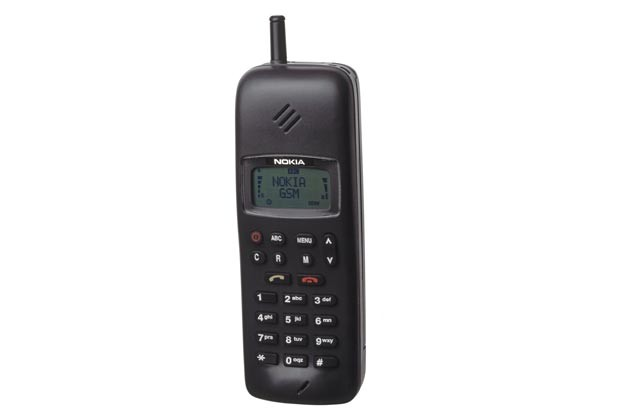 NOKIA
NOKIA
GSM
ABC MENU
C R M
1 2 abc 3 def
4 ghi 5 jkl 6 mn
7 prs 8 tuv 9 wxy
* 0 oqz #